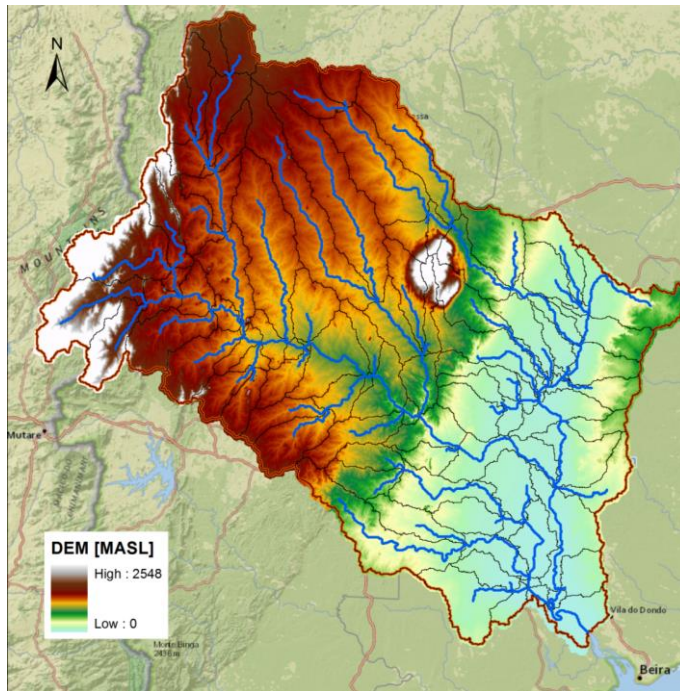 N
MOUNTAINS
Mutare
DEM [MASL]
High : 2548
Low : 0
Vila do Dondo
Beira